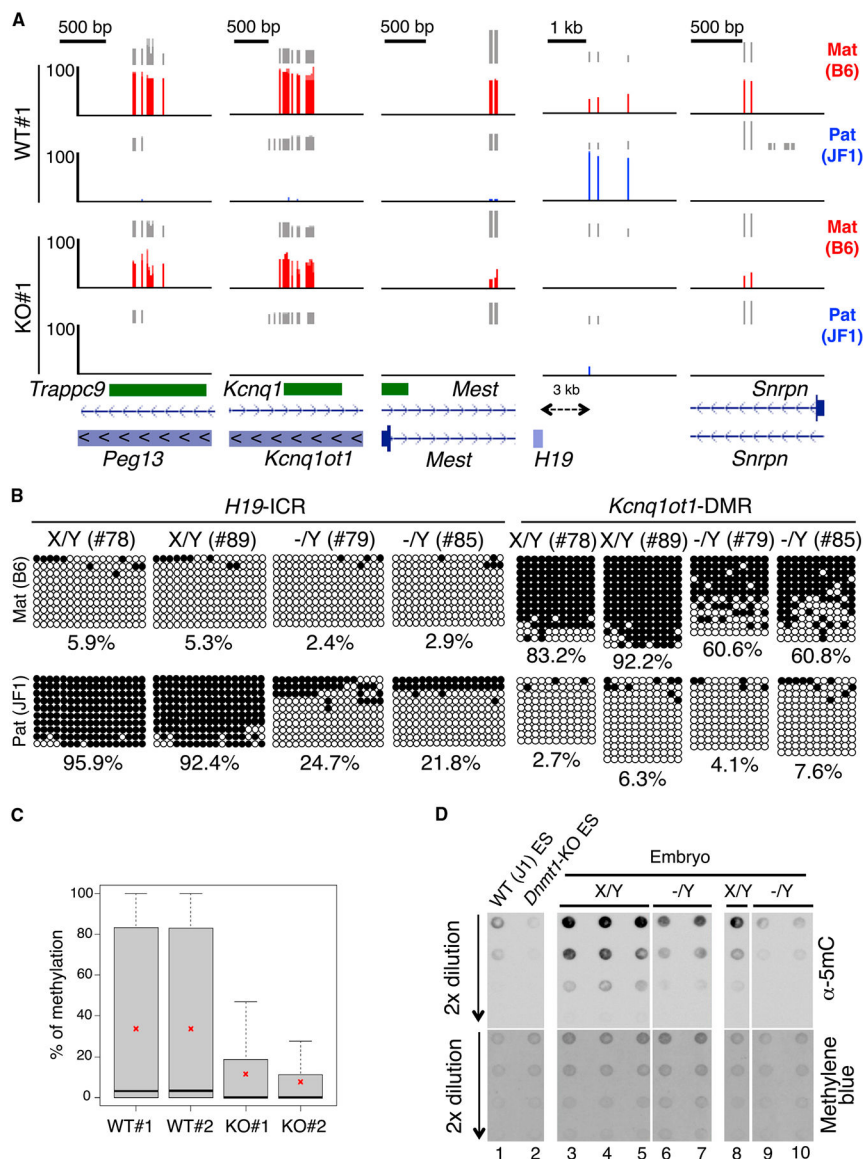 A
500 bp 500 bp 500 bp 1 kb 500 bp
WT#1
100
Mat
(B6)
100
Pat
(JF1)
KO#1
100
Mat
(B6)
100
Pat
(JF1)
Trappc9 Kcnq1 Mest 3 kb Snrpn
Peg13 Kcnq1ot1 Mest H19 Snrpn
B
H19-ICR Kcnq1ot1-DMR
X/Y (#78) X/Y (#89) -/Y (#79) -/Y (#85) X/Y (#78) X/Y (#89) -/Y (#79) -/Y (#85)
Mat (B6)
5.9% 5.3% 2.4% 2.9% 83.2% 92.2% 60.6% 60.8%
Pat (JF1)
95.9% 92.4% 24.7% 21.8% 2.7% 6.3% 4.1% 7.6%
C
% of methylation
100
80
60
40
20
0
WT#1 WT#2 KO#1 KO#2
D
WT (J1) ES
Dnmt1-KO ES
Embryo
X/Y -/Y X/Y -/Y
2x dilution
α-5mC
2x dilution
Methylene
blue
1 2 3 4 5 6 7 8 9 10